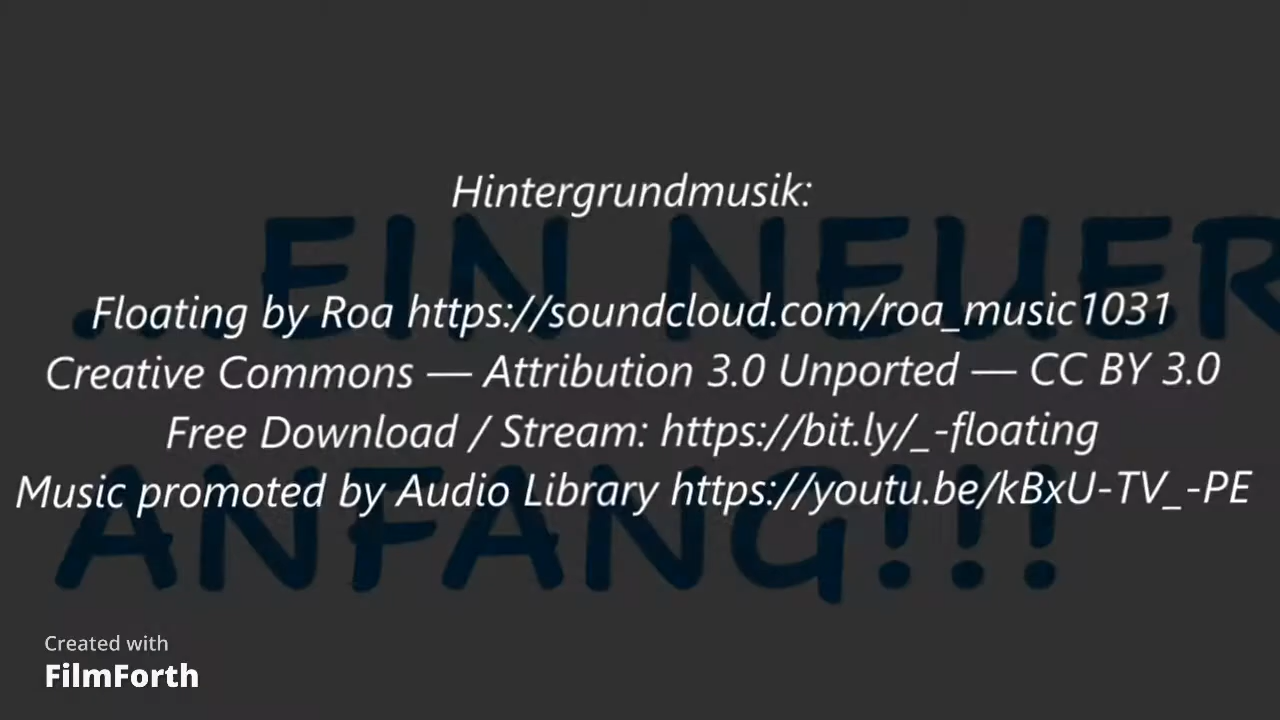 Hintergrundmusik:
..EIN NEUER
Floating by Roa https://soundcloud.com/roa_music1031
Creative Commons — Attribution 3.0 Unported — CC BY 3.0
Free Download / Stream: https://bit.ly/_-floating
Music promoted by Audio Library https://youtu.be/kBxU-TV_-PE
ANFANG!!!
Created with
FilmForth